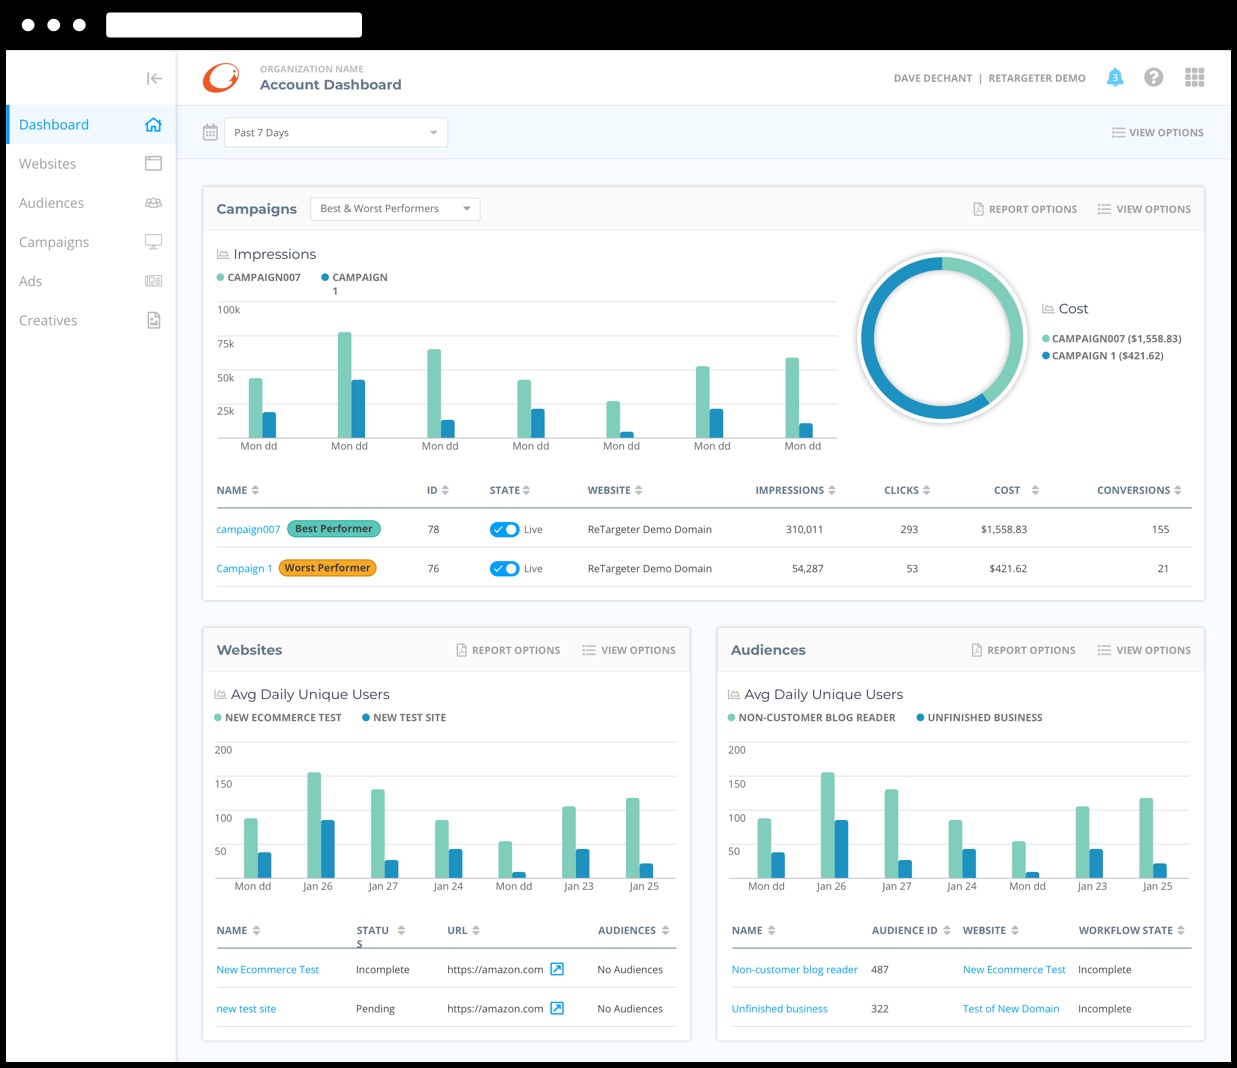 ORGANIZATION NAME
Account Dashboard
DAVE DECHANT | RETARGETER DEMO
3
?
Dashboard
Websites
Audiences
Campaigns
Ads
Creatives
Past 7 Days
VIEW OPTIONS
Campaigns
Best & Worst Performers
REPORT OPTIONS
VIEW OPTIONS
Impressions
CAMPAIGN007
CAMPAIGN
1
100k
75k
50k
25k
Mon dd Mon dd Mon dd Mon dd Mon dd Mon dd Mon dd
Cost
CAMPAIGN007 ($1,558.83)
CAMPAIGN 1 ($421.62)
NAME ID STATE WEBSITE IMPRESSIONS CLICKS COST CONVERSIONS
campaign007 Best Performer 78 Live ReTargeter Demo Domain 310,011 293 $1,558.83 155
Campaign 1 Worst Performer 76 Live ReTargeter Demo Domain 54,287 53 $421.62 21
Websites
REPORT OPTIONS
VIEW OPTIONS
Avg Daily Unique Users
NEW ECOMMERCE TEST
NEW TEST SITE
200
150
100
50
Mon dd Jan 26 Jan 27 Jan 24 Mon dd Jan 23 Jan 25
NAME STATU URL AUDIENCES
S
New Ecommerce Test Incomplete https://amazon.com No Audiences
new test site Pending https://amazon.com No Audiences
Audiences
REPORT OPTIONS
VIEW OPTIONS
Avg Daily Unique Users
NON-CUSTOMER BLOG READER
UNFINISHED BUSINESS
200
150
100
50
Mon dd Jan 26 Jan 27 Jan 24 Mon dd Jan 23 Jan 25
NAME AUDIENCE ID WEBSITE WORKFLOW STATE
Non-customer blog reader 487 New Ecommerce Test Incomplete
Unfinished business 322 Test of New Domain Incomplete